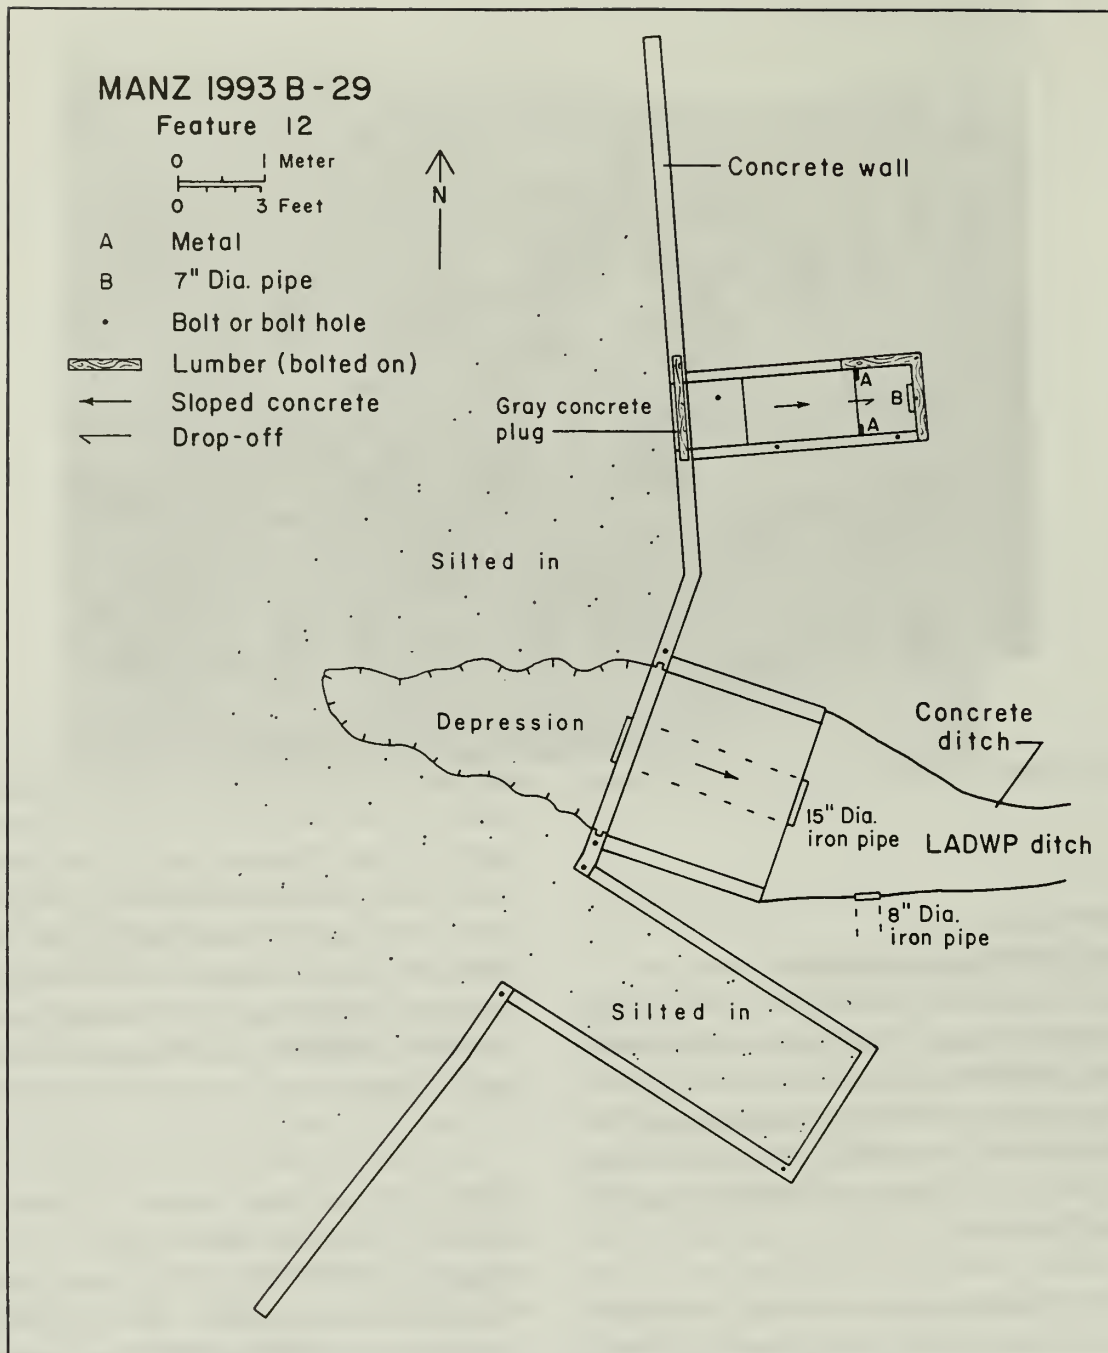 MANZ 1993 B-29
Feature 12
0 1 Meter
0 3 Feet
N
A Metal
B 7" Dia. pipe
Bolt or bolt hole
Lumber (bolted on)
Sloped concrete
Drop-off
Concrete wall
Gray concrete
plug
A
B
A
Silted in
Depression
Concrete
ditch
15" Dia.
iron pipe
LADWP ditch
8" Dia.
iron pipe
Silted in